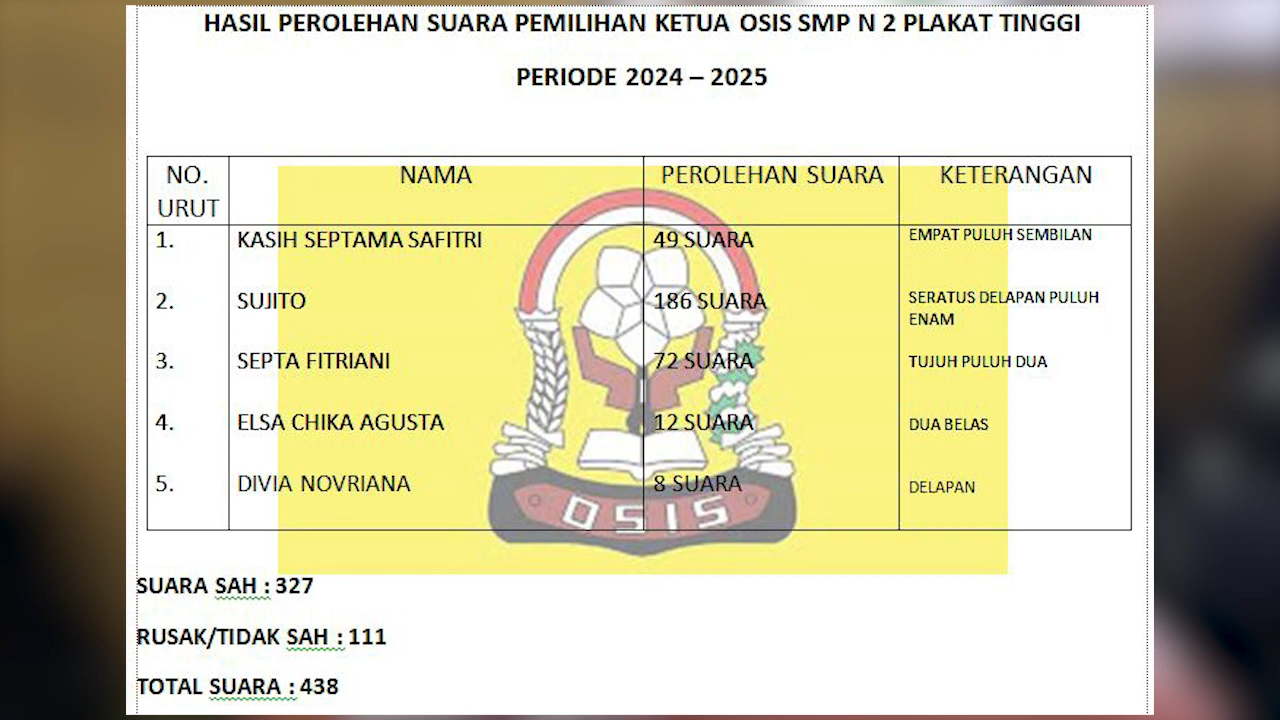 HASIL PEROLEHAN SUARA PEMILIHAN KETUA OSIS SMP N 2 PLAKAT TINGGI
PERIODE 2024 – 2025
NO. URUT NAMA PEROLEHAN SUARA KETERANGAN
1. KASIH SEPTAMA SAFITRI 49 SUARA EMPAT PULUH SEMBILAN
2. SUJITO 186 SUARA SERATUS DELAPAN PULUH ENAM
3. SEPTA FITRIANI 72 SUARA TUJUH PULUH DUA
4. ELSA CHIKA AGUSTA 12 SUARA DUA BELAS
5. DIVIA NOVRIANA 8 SUARA DELAPAN
OSIS
SUARA SAH : 327
RUSAK/TIDAK SAH : 111
TOTAL SUARA : 438